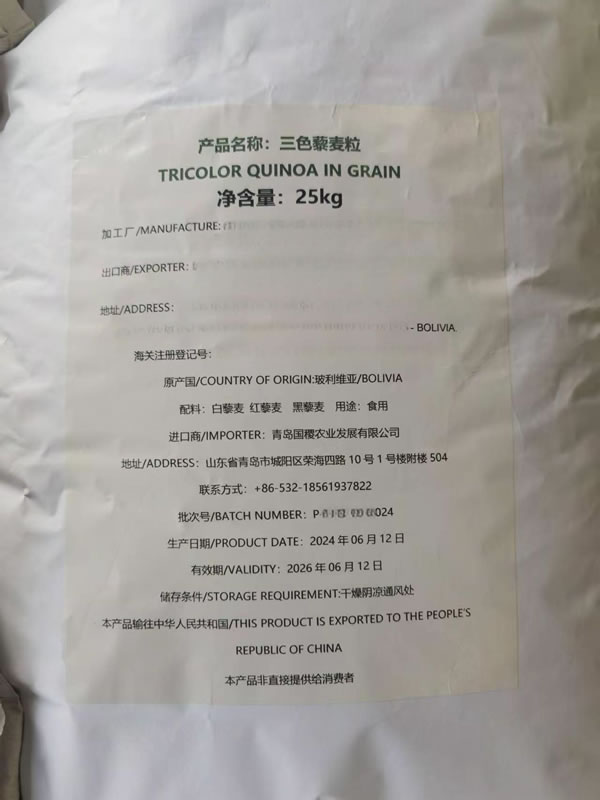 产品名称：三色藜麦粒
TRICOLOR QUINOA IN GRAIN
净含量：25kg
加工厂/MANUFACTURE:
出口商/EXPORTER:
地址/ADDRESS:
- BOLIVIA.
海关注册登记号:
原产国/COUNTRY OF ORIGIN:玻利维亚/BOLIVIA
配料：白藜麦 红藜麦 黑藜麦 用途：食用
进口商/IMPORTER：青岛国稷农业发展有限公司
地址/ADDRESS：山东省青岛市城阳区荣海四路 10 号 1 号楼附楼 504
联系方式：+86-532-18561937822
批次号/BATCH NUMBER：
生产日期/PRODUCT DATE：2024 年 06 月 12 日
有效期/VALIDITY：2026 年 06 月 12 日
储存条件/STORAGE REQUIREMENT:干燥阴凉通风处
本产品输往中华人民共和国/THIS PRODUCT IS EXPORTED TO THE PEOPLE'S
REPUBLIC OF CHINA
本产品非直接提供给消费者